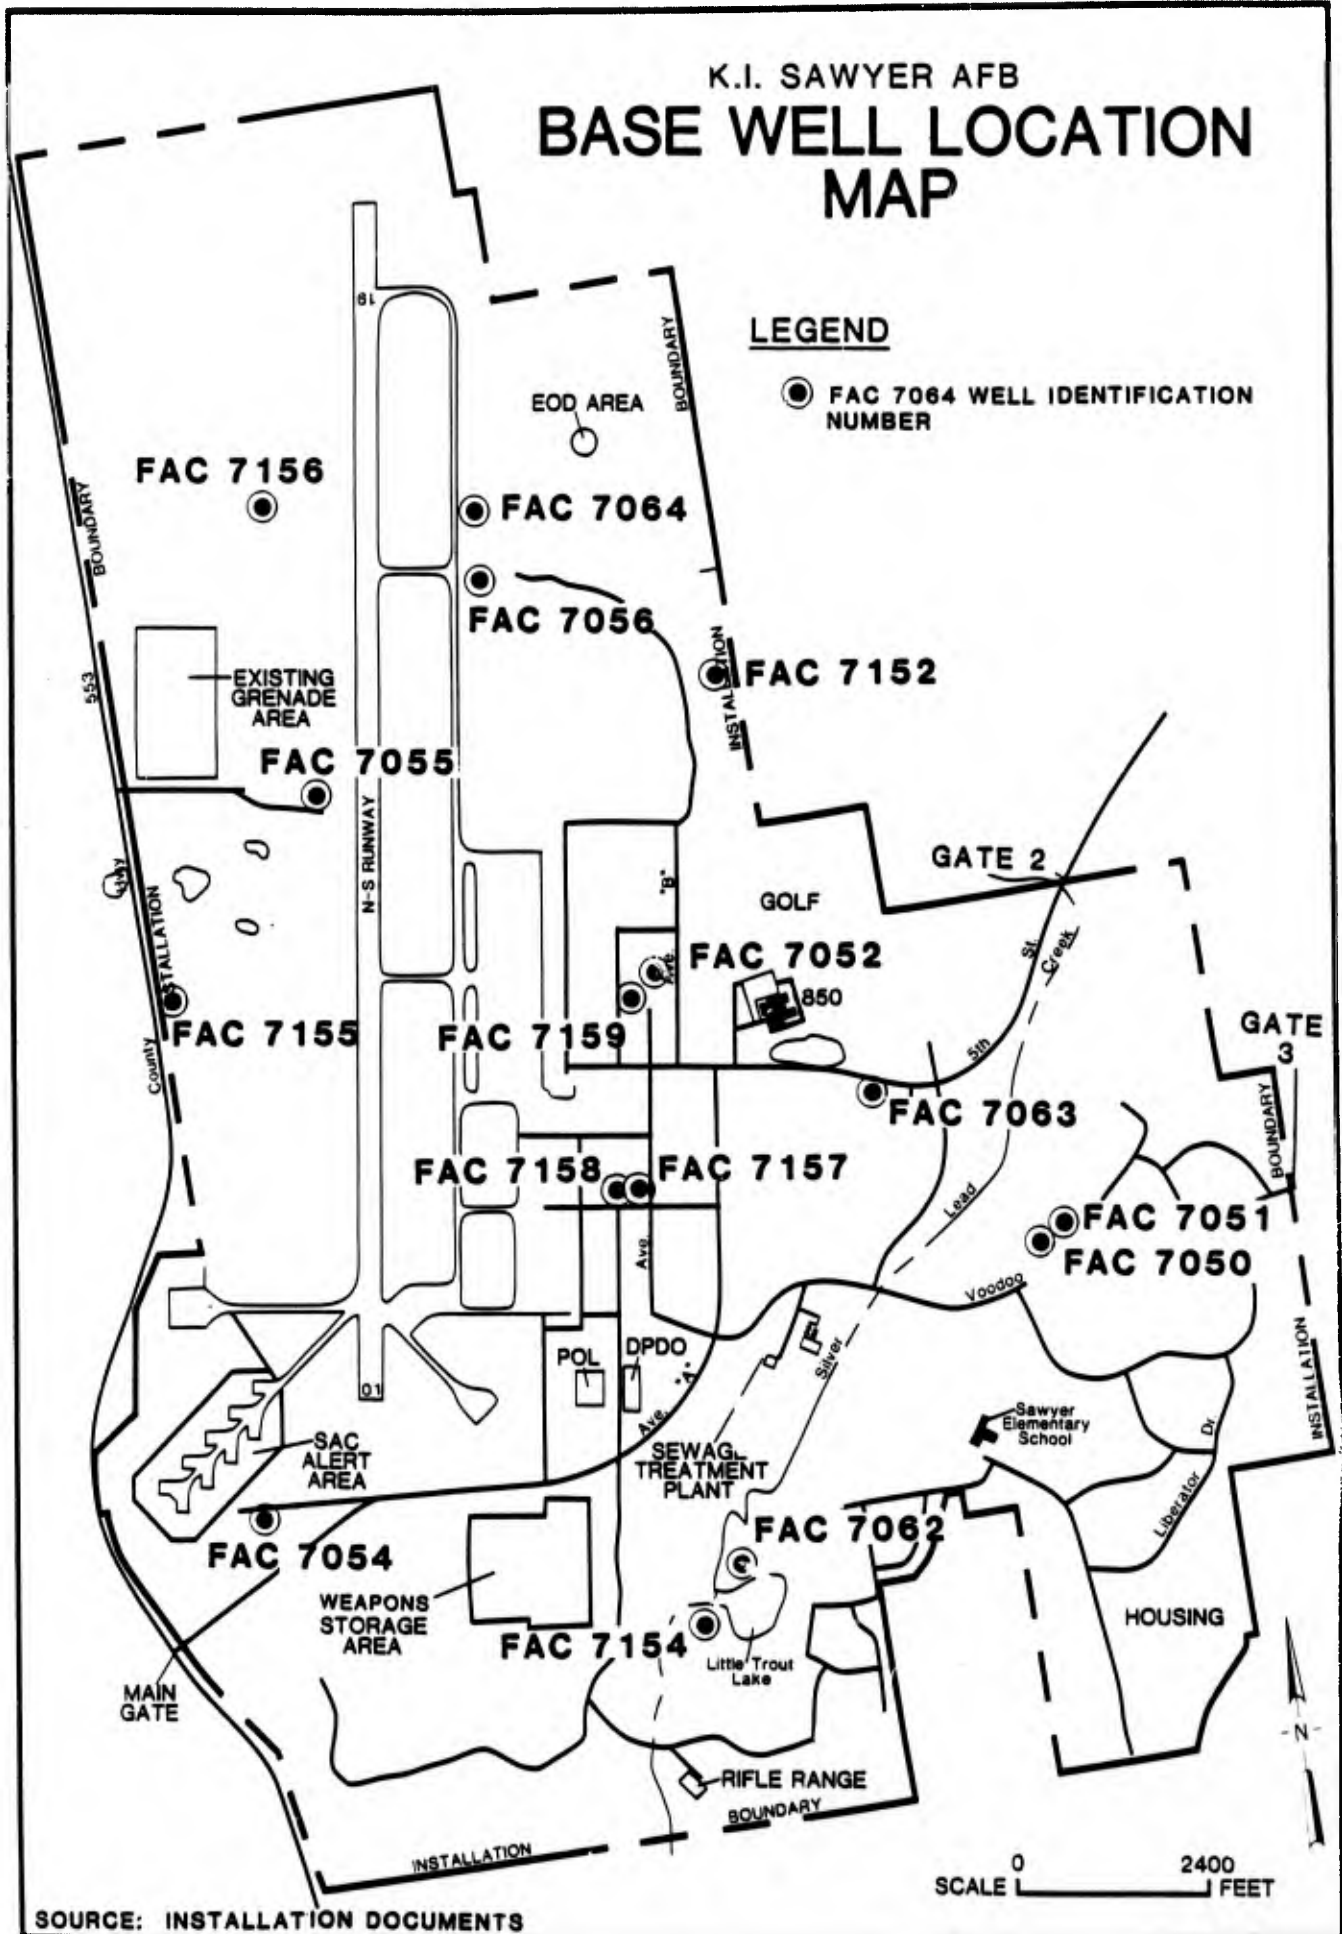 K.I. SAWYER AFB
BASE WELL LOCATION
MAP
LEGEND
FAC 7064 WELL IDENTIFICATION
NUMBER
19
BOUNDARY
EOD AREA
FAC 7156
FAC 7064
BOUNDARY
FAC 7056
INSTALLATION
FAC 7152
553
EXISTING
GRENADE
AREA
FAC 7055
N-S RUNWAY
GATE 2
Hwy
"B"
GOLF
STALLATION
FAC 7052
Ave.
St.
Creek
850
FAC 7155
FAC 7159
GATE
3
5th
County
FAC 7063
BOUNDARY
FAC 7158
FAC 7157
Lead
FAC 7051
FAC 7050
Ave.
Voodoo
POL
DPDO
Silver
INSTALLATION
"A"
01
Ave.
SAC
ALERT
AREA
Sawyer
Elementary
School
Dr
SEWAGE
TREATMENT
PLANT
Liberator
FAC 7062
FAC 7054
WEAPONS
STORAGE
AREA
FAC 7154
HOUSING
Little Trout
Lake
MAIN
GATE
N
RIFLE RANGE
BOUNDARY
INSTALLATION
0 2400
SCALE FEET
SOURCE: INSTALLATION DOCUMENTS